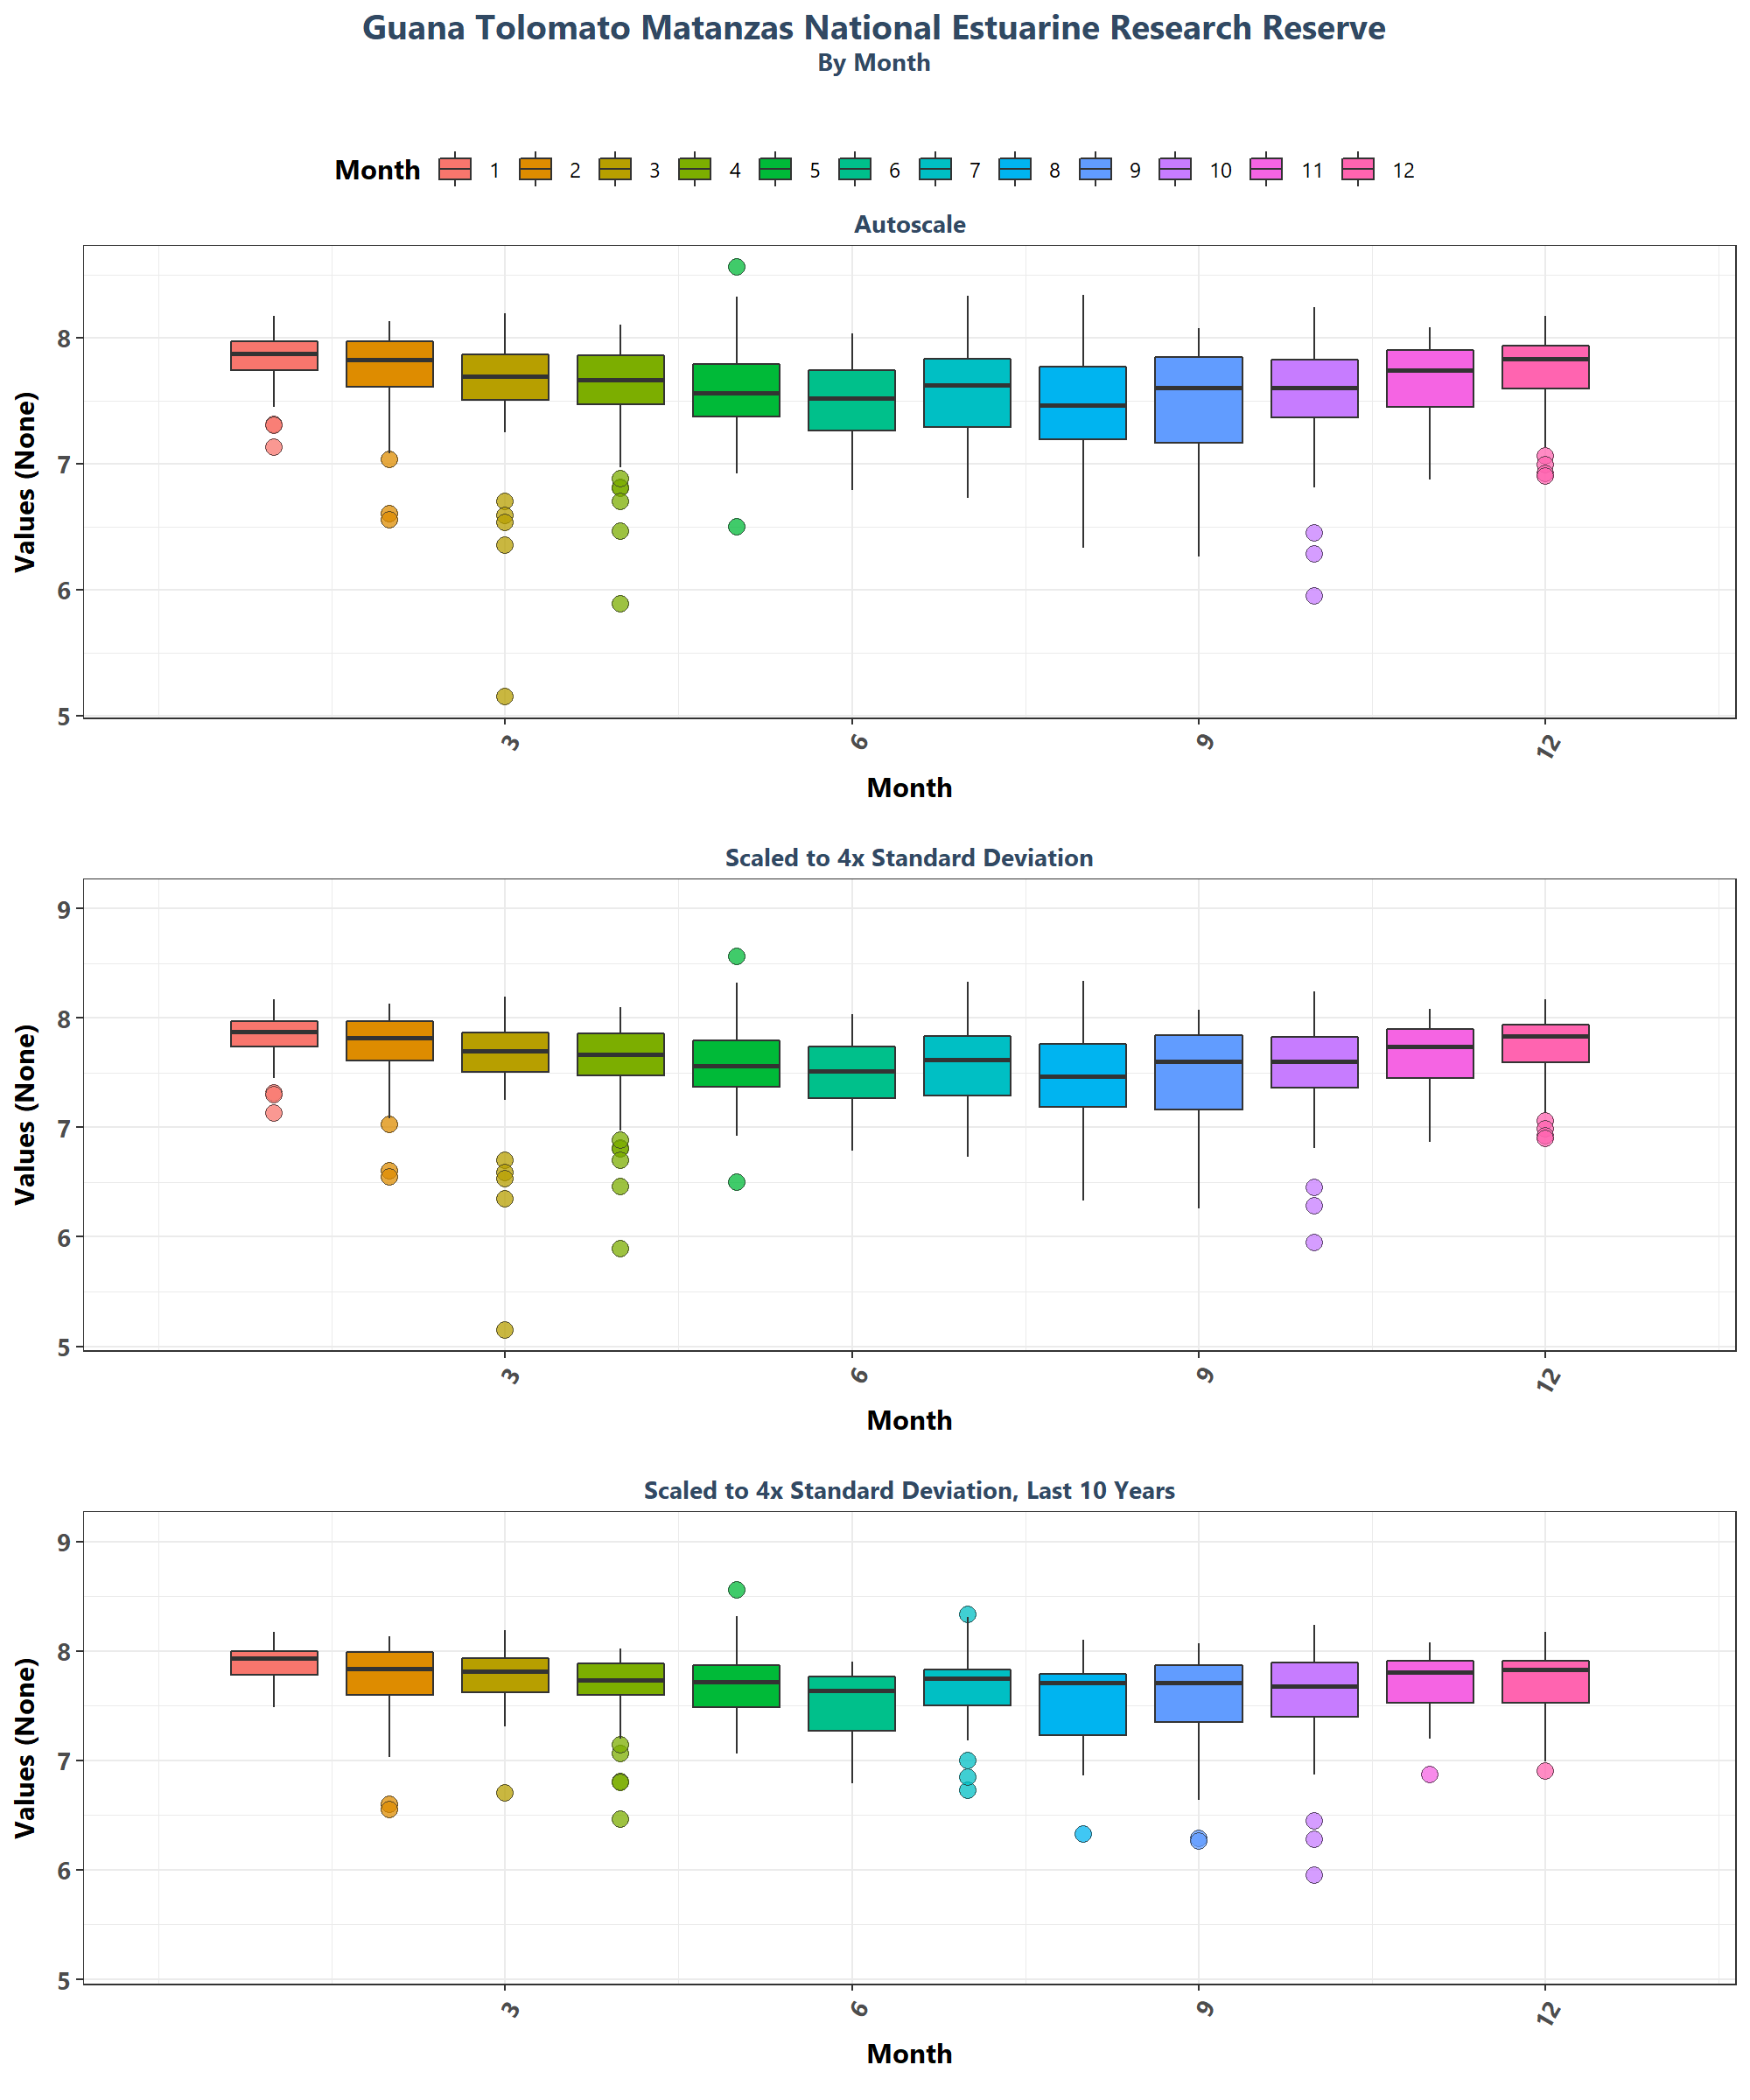 Guana Tolomato Matanzas National Estuarine Research Reserve
By Month
Month 1 2 3 4 5 6 7 8 9 10 11 12
Autoscale
Values (None)
8
7
6
5
3 6 9 12
Month
Scaled to 4x Standard Deviation
Values (None)
9
8
7
6
5
3 6 9 12
Month
Scaled to 4x Standard Deviation, Last 10 Years
Values (None)
9
8
7
6
5
3 6 9 12
Month